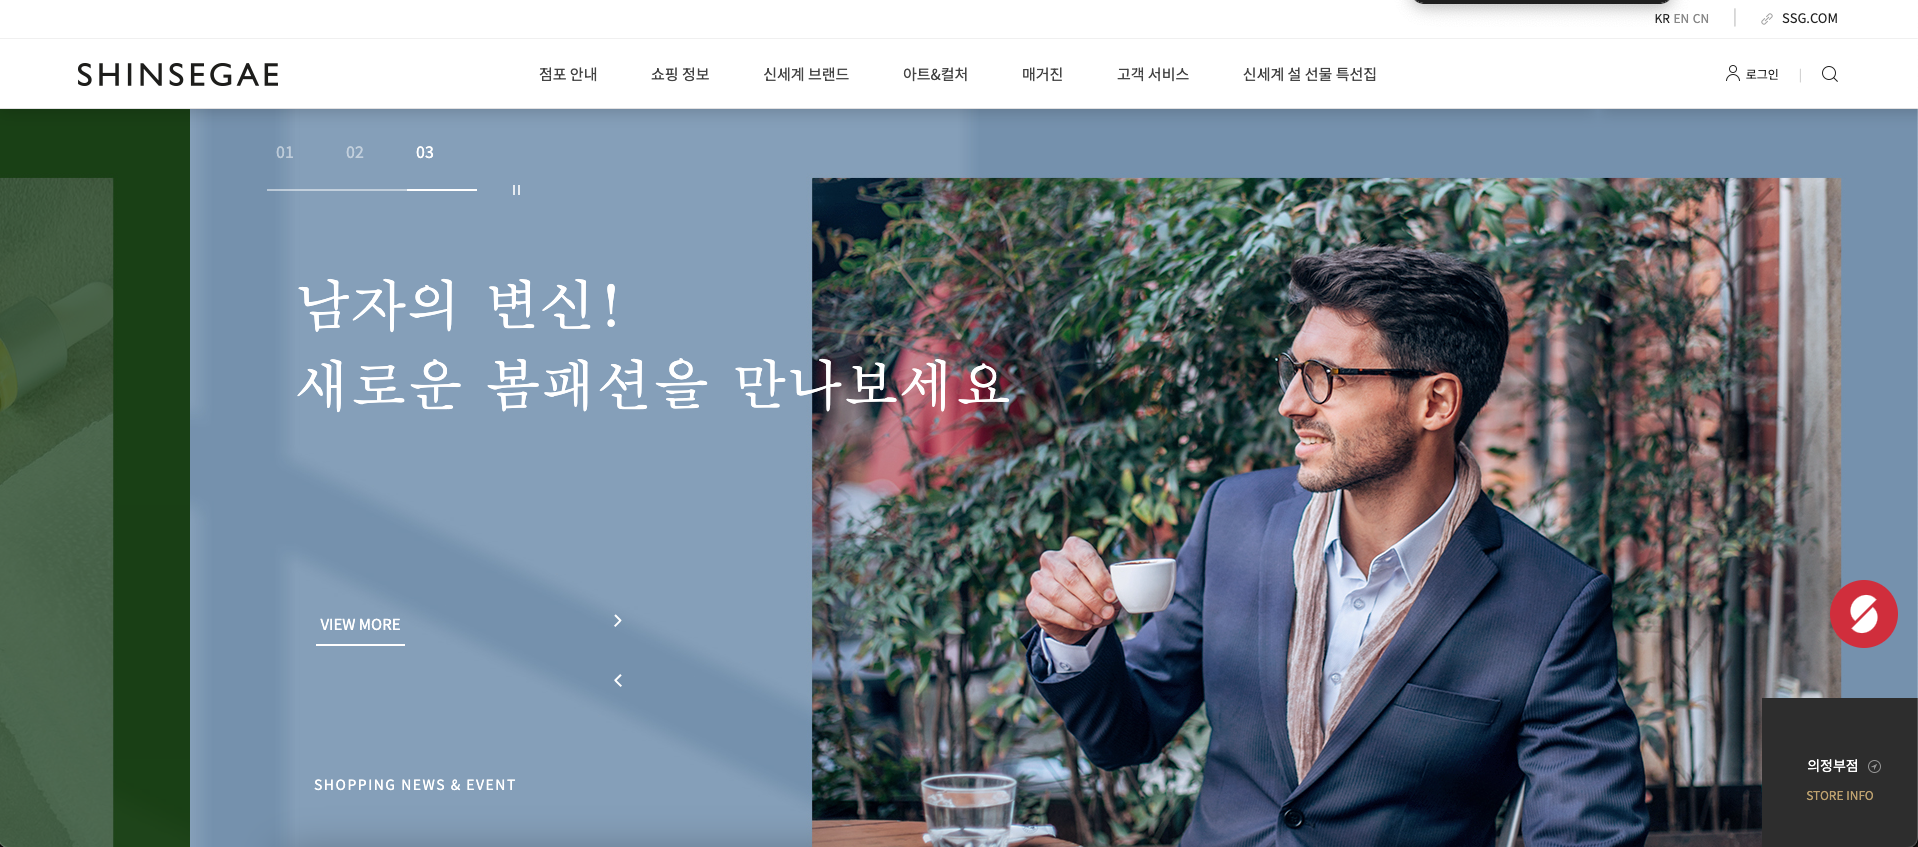 KR EN CN
SSG.COM
SHINSEGAE
점포 안내
쇼핑 정보
신세계 브랜드
아트&컬처
매거진
고객 서비스
신세계 설 선물 특선집
로그인
01 02 03
남자의 변신!
새로운 봄패션을 만나보세요
VIEW MORE
SHOPPING NEWS & EVENT
의정부점
STORE INFO